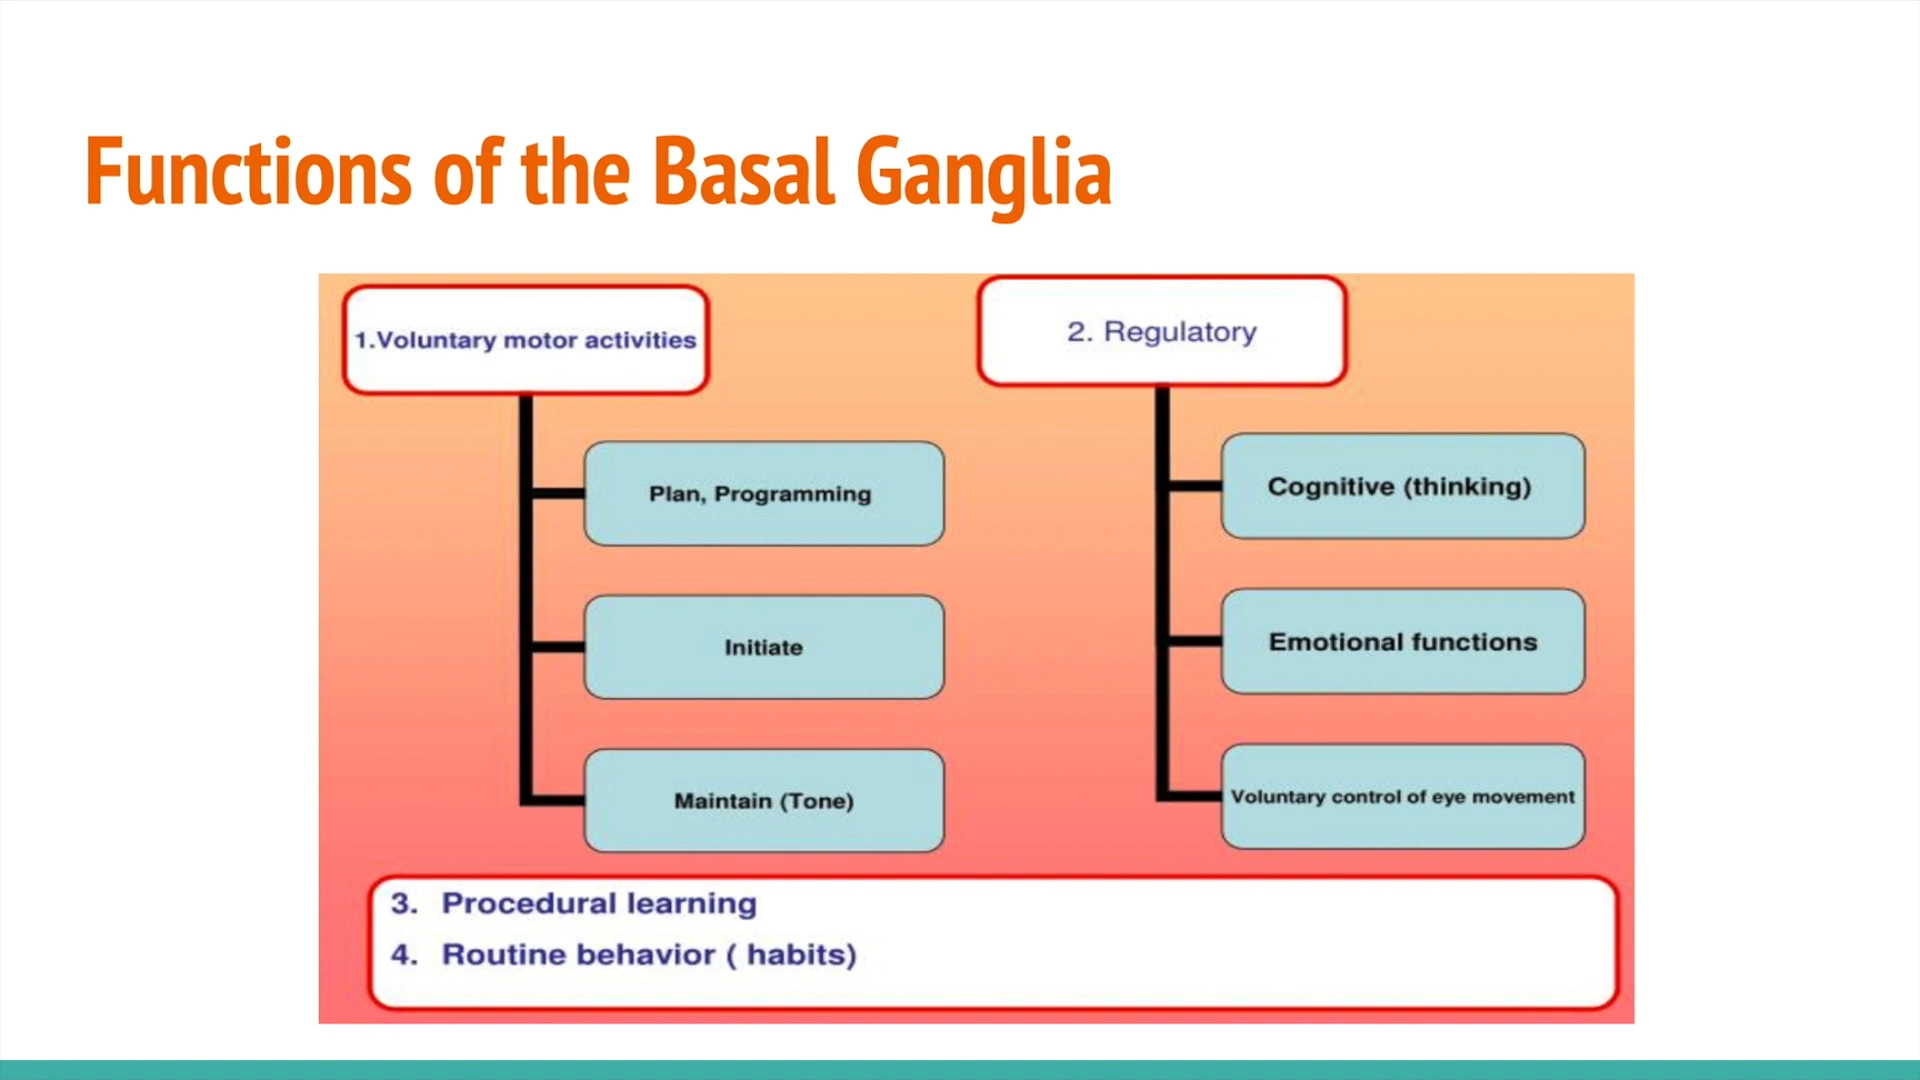 Functions of the Basal Ganglia
1.Voluntary motor activities
Plan, Programming
Initiate
Maintain (Tone)
2. Regulatory
Cognitive (thinking)
Emotional functions
Voluntary control of eye movement
3. Procedural learning
4. Routine behavior ( habits)